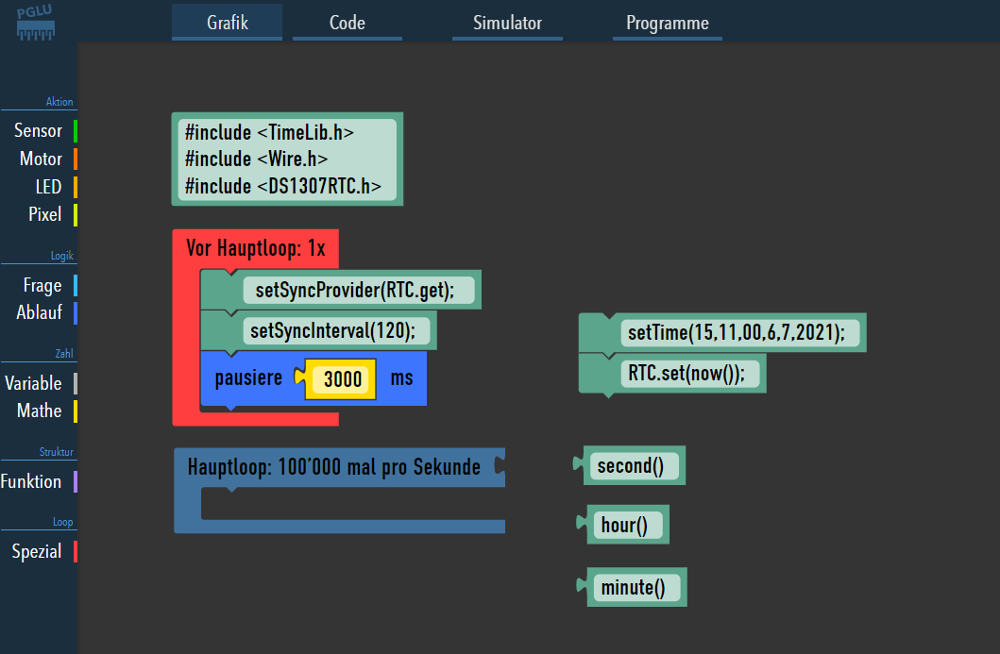 PGLU
Grafik
Code
Simulator
Programme
Aktion
Sensor
Motor
LED
Pixel
Logik
Frage
Ablauf
Zahl
Variable
Mathe
Struktur
Funktion
Loop
Spezial
#include <TimeLib.h>
#include <Wire.h>
#include <DS1307RTC.h>
Vor Hauptloop: 1x
setSyncProvider(RTC.get);
setSyncInterval(120);
pausiere 3000 ms
Hauptloop: 100’000 mal pro Sekunde
setTime(15,11,00,6,7,2021);
RTC.set(now());
second()
hour()
minute()